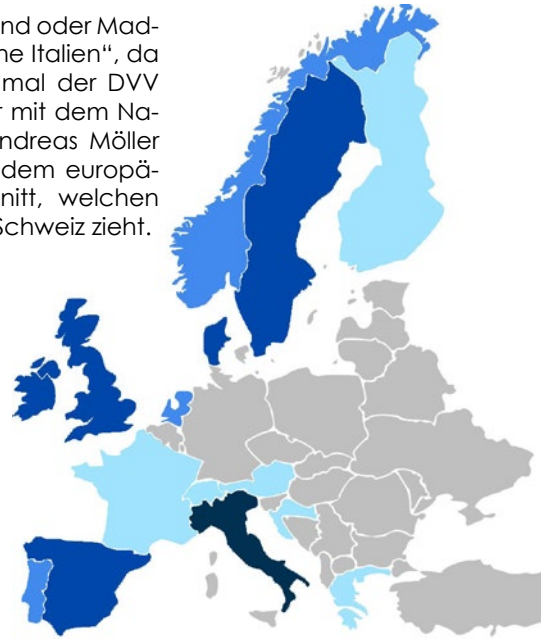 nd oder Mad-
ne Italien“, da
mal der DVV
r mit dem Na-
ndreas Möller
dem europä-
nitt, welchen
Schweiz zieht.